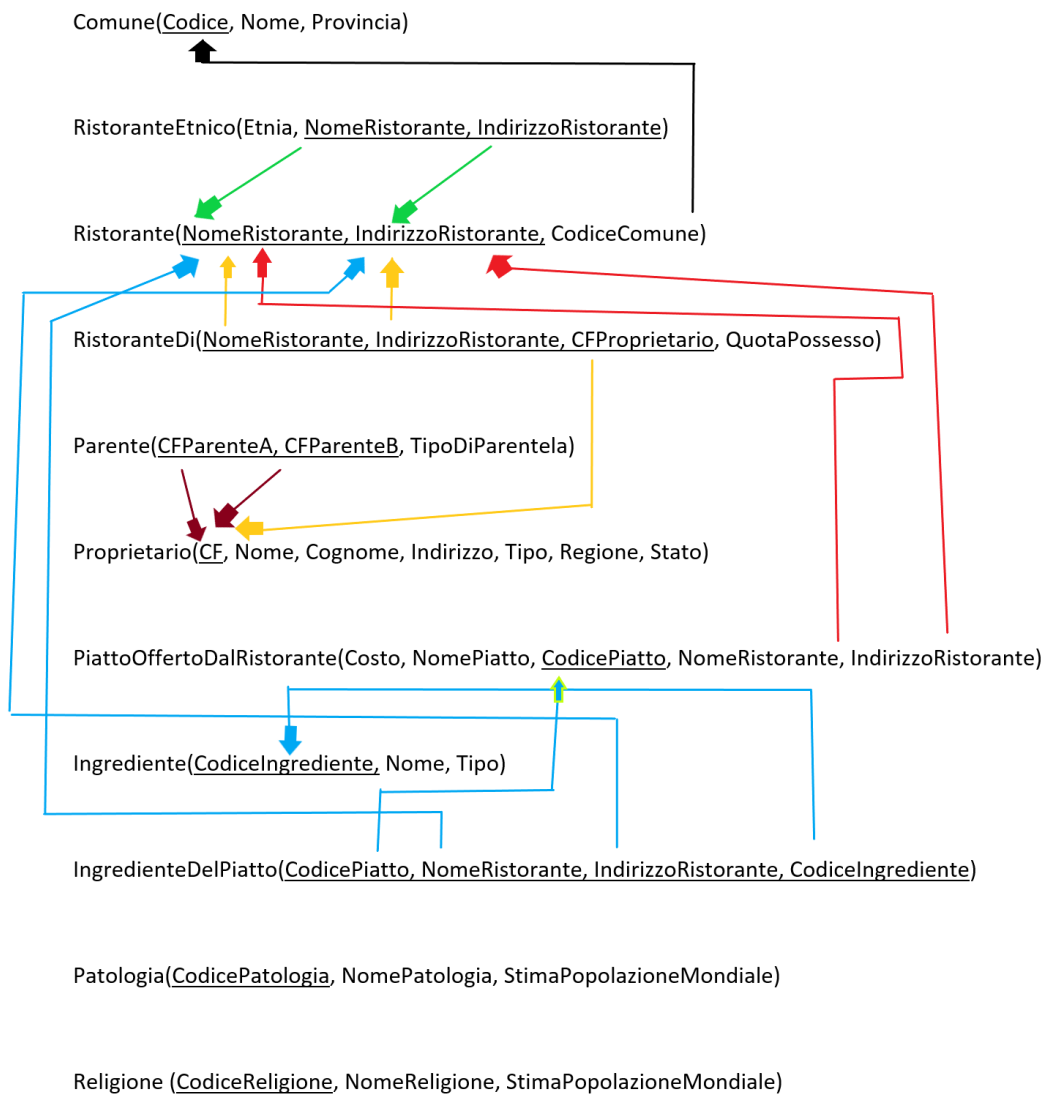 Comune(Codice, Nome, Provincia)
RistoranteEtnico(Etnia, NomeRistorante, IndirizzoRistorante)
Ristorante(NomeRistorante, IndirizzoRistorante, CodiceComune)
RistoranteDi(NomeRistorante, IndirizzoRistorante, CFProprietario, QuotaPossesso)
Parente(CFParenteA, CFParenteB, TipoDiParentela)
Proprietario(CF, Nome, Cognome, Indirizzo, Tipo, Regione, Stato)
PiattoOffertoDalRistorante(Costo, NomePiatto, CodicePiatto, NomeRistorante, IndirizzoRistorante)
Ingrediente(CodiceIngrediente, Nome, Tipo)
IngredienteDelPiatto(CodicePiatto, NomeRistorante, IndirizzoRistorante, CodiceIngrediente)
Patologia(CodicePatologia, NomePatologia, StimaPopolazioneMondiale)
Religione (CodiceReligione, NomeReligione, StimaPopolazioneMondiale)